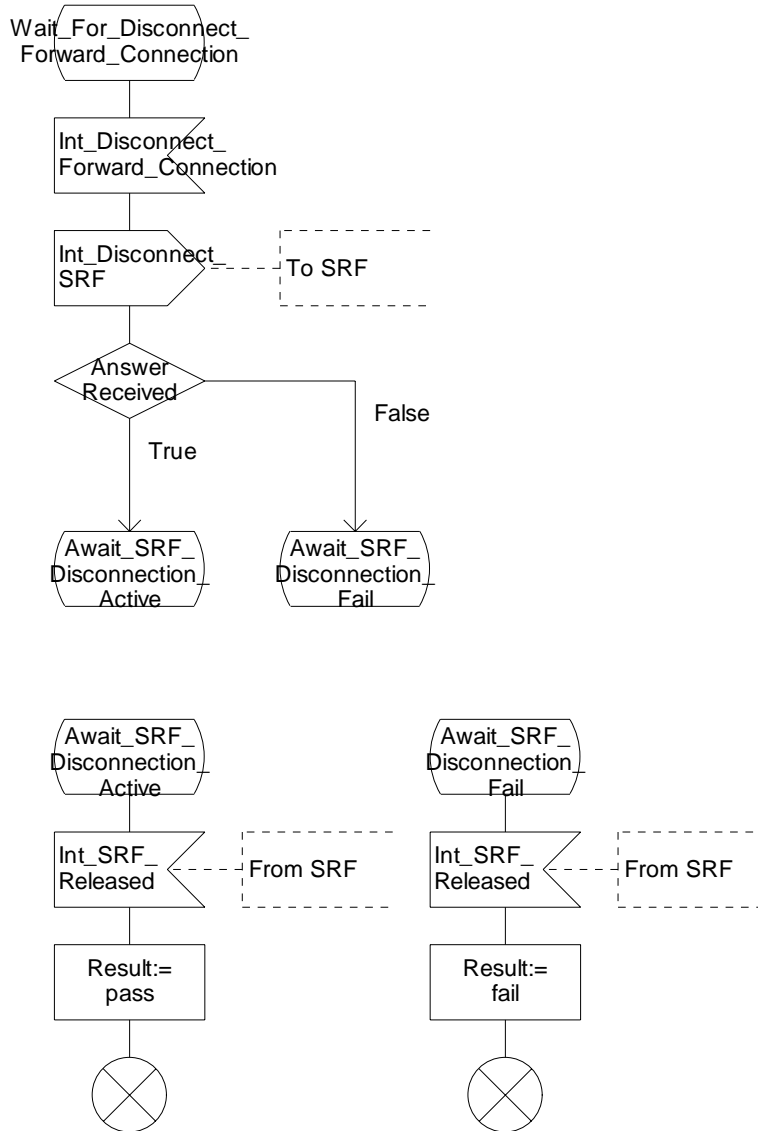 Wait_For_Disconnect_
Forward_Connection
Int_Disconnect_
Forward_Connection
Int_Disconnect_
SRF
To SRF
Answer
Received
False
True
Await_SRF_
Disconnection_
Active
Await_SRF_
Disconnection_
Fail
Await_SRF_
Disconnection_
Active
Await_SRF_
Disconnection_
Fail
Int_SRF_
Released
From SRF
Int_SRF_
Released
From SRF
Result:=
pass
Result:=
fail